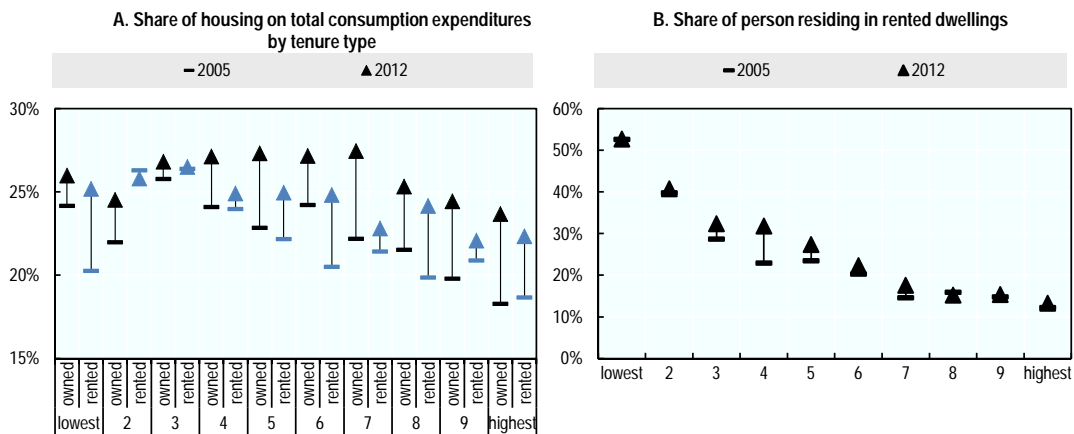 A. Share of housing on total consumption expenditures
by tenure type
2005 2012
30%
25%
20%
15%
owned rented owned rented owned rented owned rented owned rented owned rented owned rented owned rented owned rented owned rented
lowest 2 3 4 5 6 7 8 9 highest
B. Share of person residing in rented dwellings
2005 2012
60%
50%
40%
30%
20%
10%
0%
lowest 2 3 4 5 6 7 8 9 highest